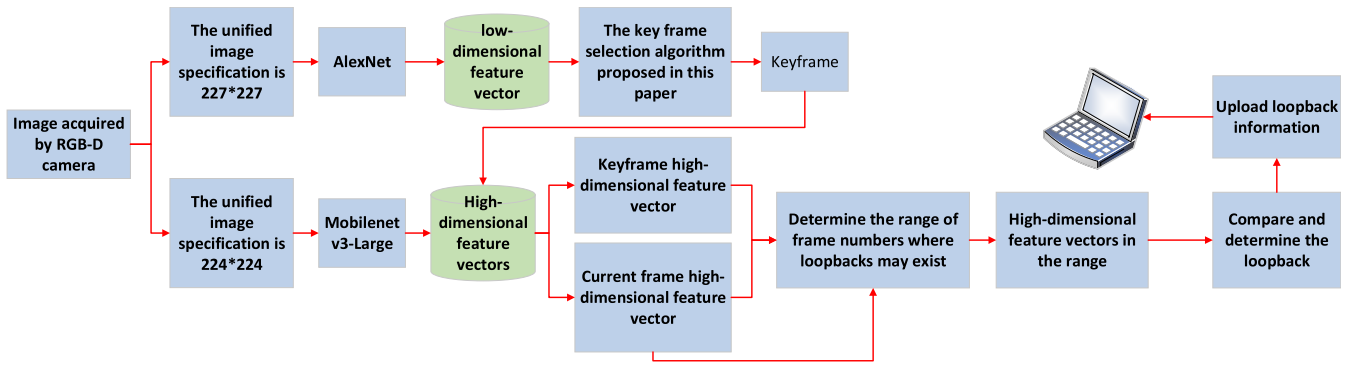 Image acquired
by RGB-D
camera
The unified
image
specification is
227*227
AlexNet
low-
dimensional
feature
vector
The key frame
selection algorithm
proposed in this
paper
Keyframe
The unified
image
specification is
224*224
Mobilenet
v3-Large
High-
dimensional
feature
vectors
Keyframe high-
dimensional feature
vector
Current frame high-
dimensional feature
vector
Determine the range of
frame numbers where
loopbacks may exist
High-dimensional
feature vectors in
the range
Compare and
determine the
loopback
Upload loopback
information